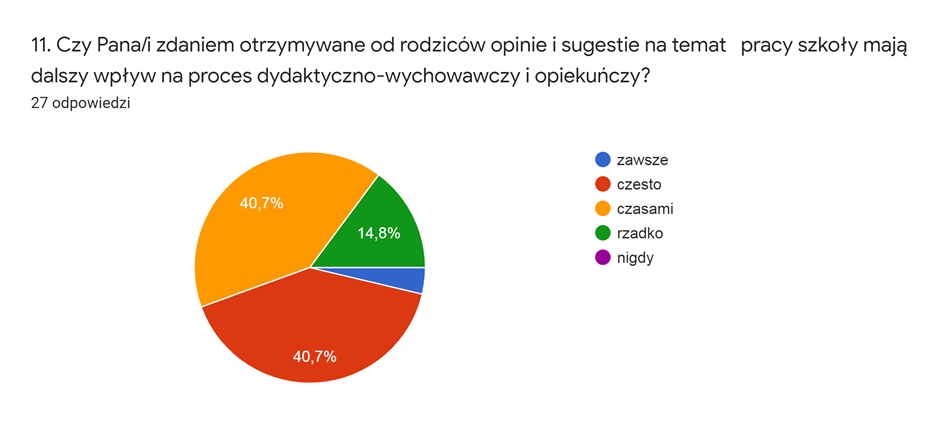 11. Czy Pana/i zdaniem otrzymywane od rodziców opinie i sugestie na temat pracy szkoły mają
dalszy wpływ na proces dydaktyczno-wychowawczy i opiekuńczy?
27 odpowiedzi
40,7%
14,8%
40,7%
zawsze
czesto
czasami
rzadko
nigdy